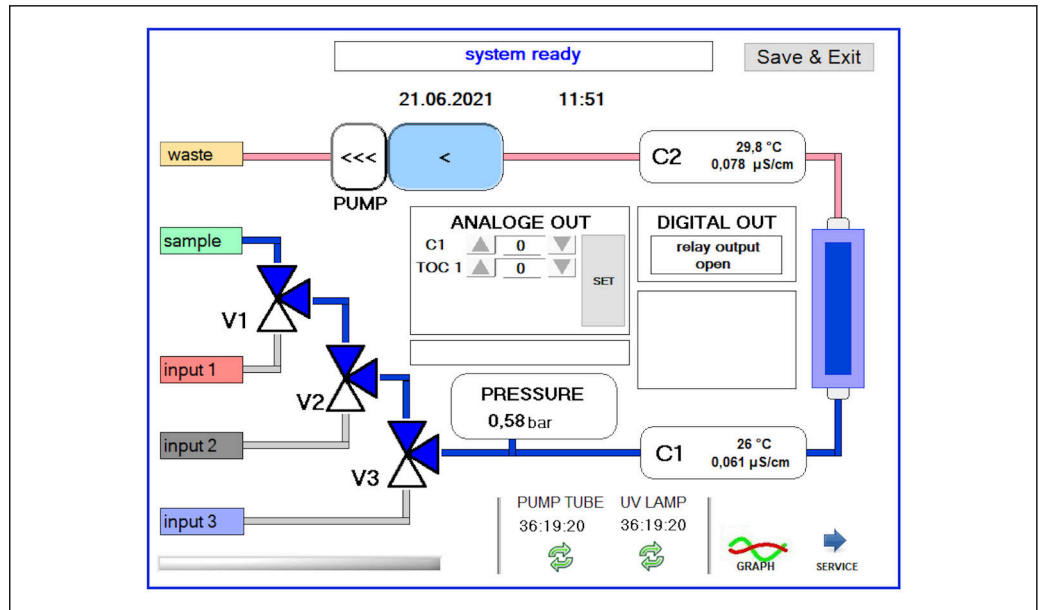 system ready
Save & Exit
21.06.2021 11:51
waste
<<<
<
C2
29,8 °C
0,078 µS/cm
PUMP
sample
ANALOGE OUT
C1 0
TOC 1 0
SET
DIGITAL OUT
relay output
open
V1
input 1
V2
PRESSURE
0,58 bar
input 2
V3
C1
26 °C
0,061 µS/cm
input 3
PUMP TUBE UV LAMP
36:19:20 36:19:20
GRAPH
SERVICE